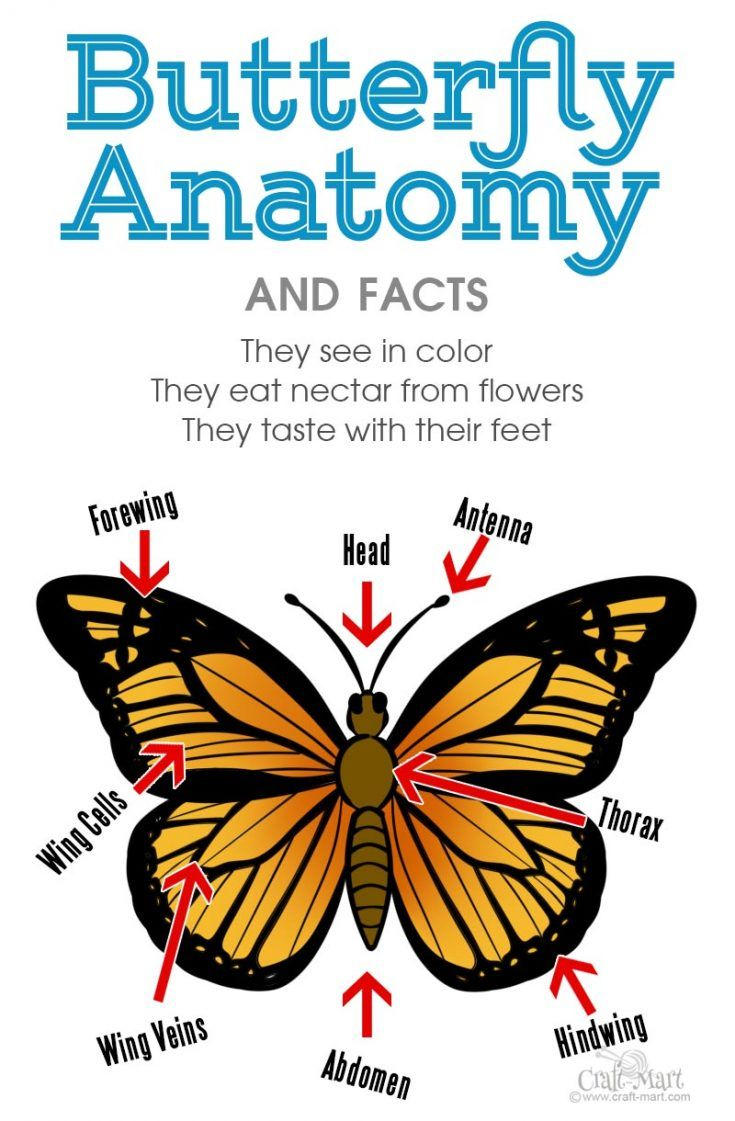 Butterfly
Anatomy
AND FACTS
They see in color
They eat nectar from flowers
They taste with their feet
Forewing
Head
Antenna
Wing Cells
Thorax
Wing Veins
Abdomen
Hindwing
Craft-Mart
©www.craft-mart.com